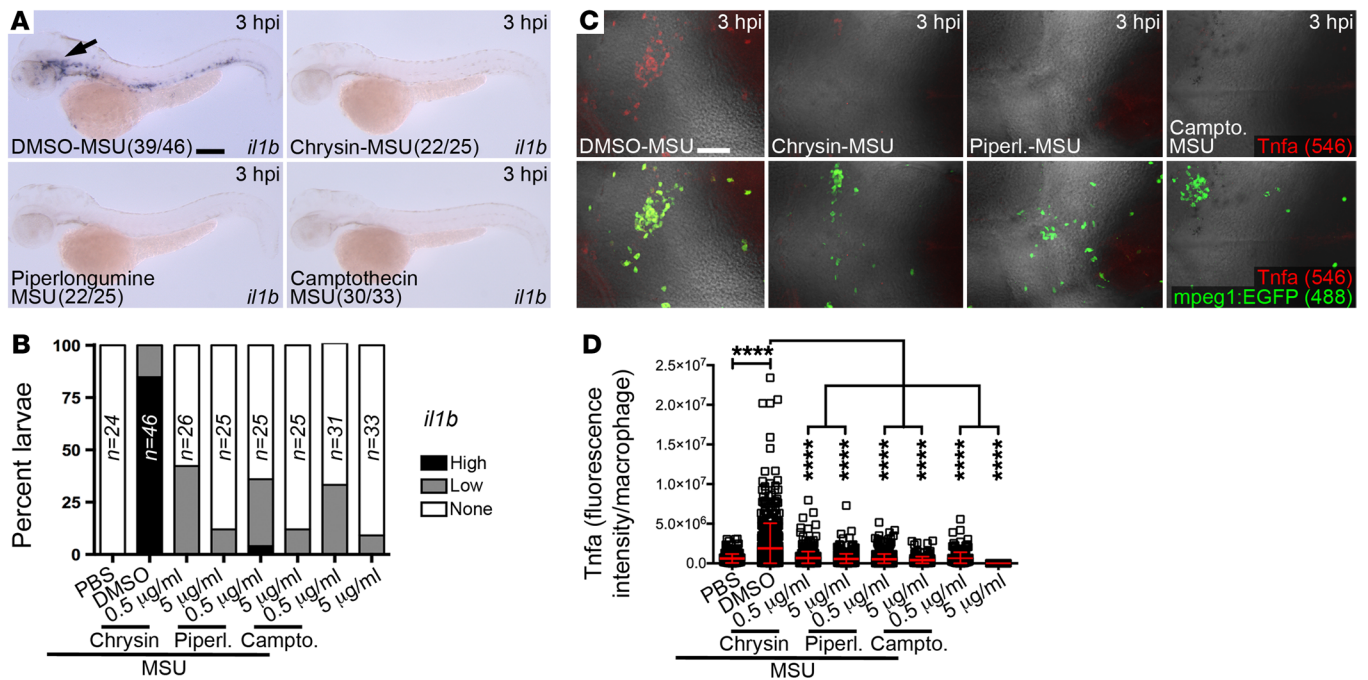 A
3 hpi
DMSO-MSU(39/46)
il1b
3 hpi
Chrysin-MSU(22/25)
il1b
3 hpi
Piperlongumine
MSU(22/25)
il1b
3 hpi
Camptothecin
MSU(30/33)
il1b
B
Percent larvae
100
75
50
25
0
n=24
n=46
n=26
n=25
n=25
n=25
n=31
n=33
PBS
DMSO
0.5 µg/ml
5 µg/ml
0.5 µg/ml
5 µg/ml
0.5 µg/ml
5 µg/ml
Chrysin
Piperl.
Campto.
MSU
il1b
High
Low
None
C
3 hpi
DMSO-MSU
3 hpi
Chrysin-MSU
3 hpi
Piperl.-MSU
3 hpi
Campto.
MSU
Tnfa (546)
Tnfa (546)
mpeg1:EGFP (488)
D
Tnfa (fluorescence
intensity/macrophage)
2.5×10⁷
2.0×10⁷
1.5×10⁷
1.0×10⁷
5.0×10⁶
0.0
****
****
****
****
****
****
****
PBS
DMSO
0.5 µg/ml
5 µg/ml
0.5 µg/ml
5 µg/ml
0.5 µg/ml
5 µg/ml
Chrysin
Piperl.
Campto.
MSU